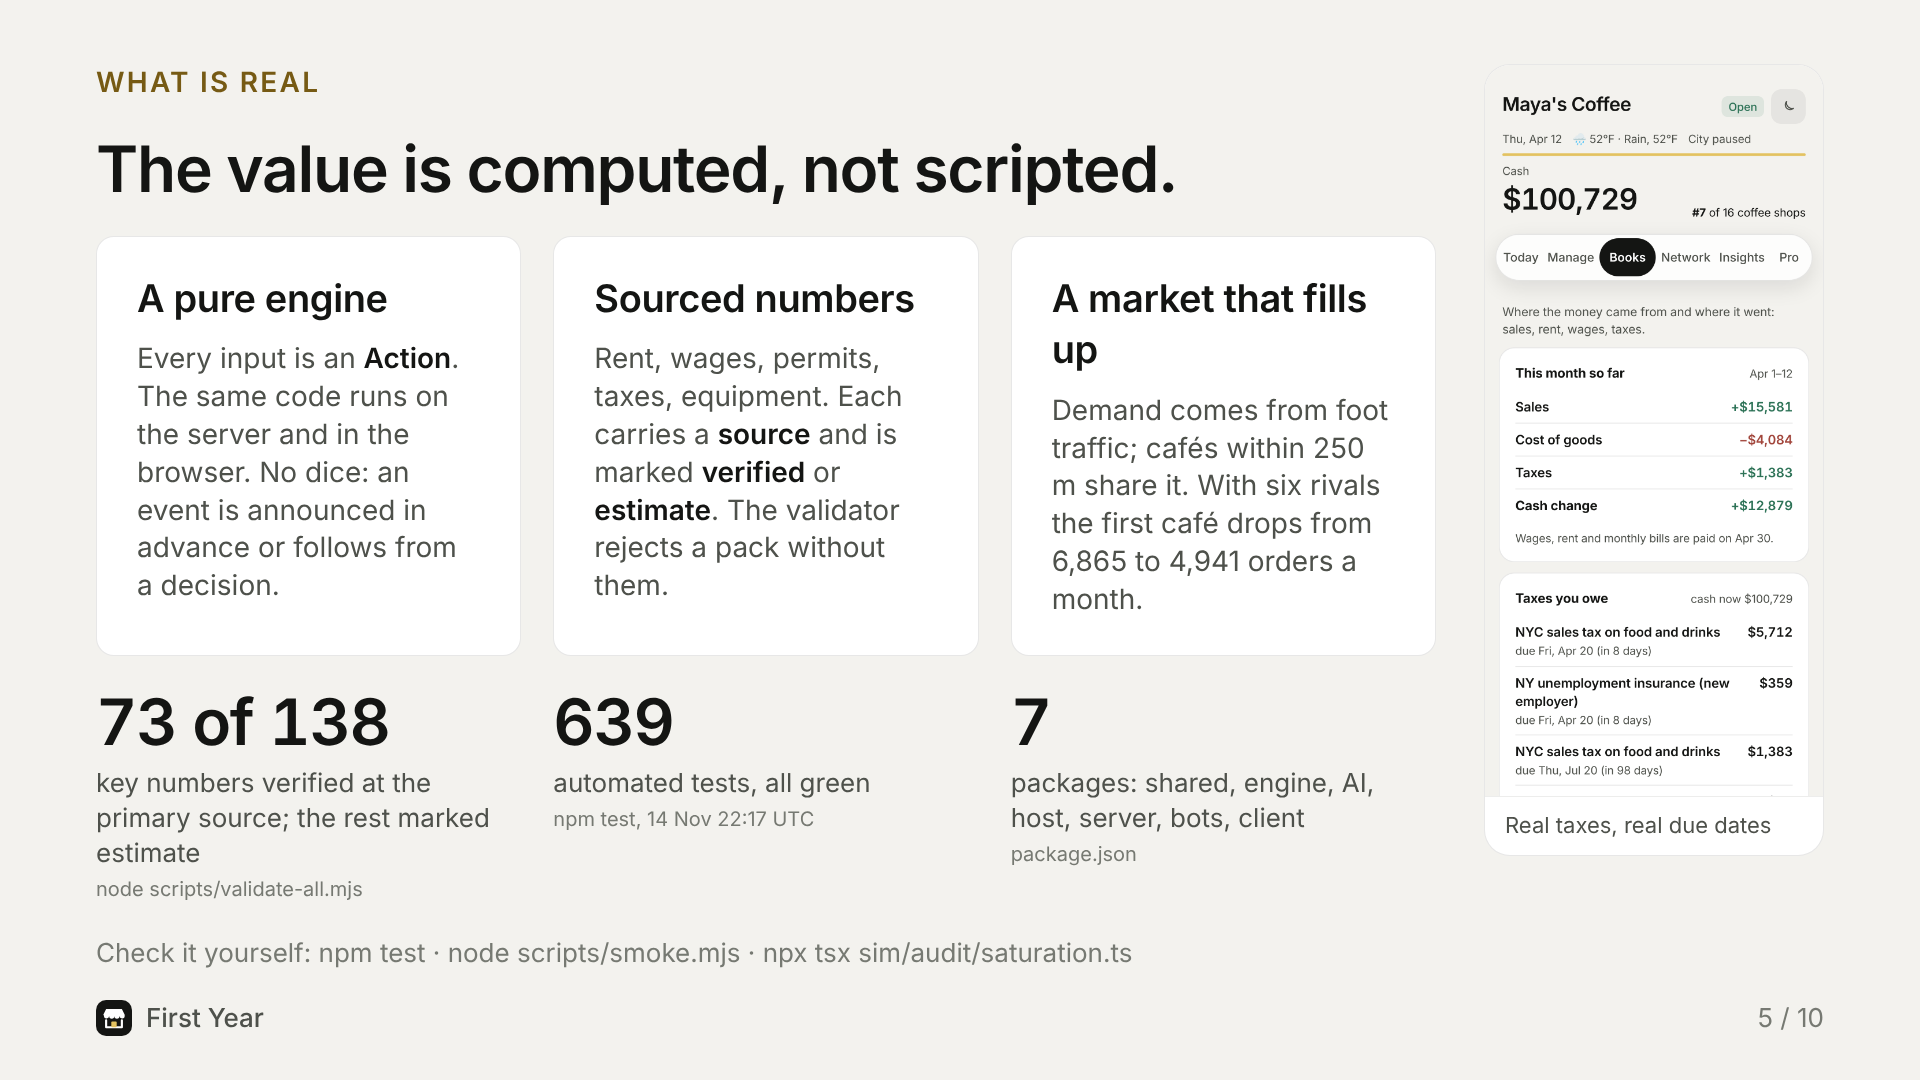 WHAT IS REAL
The value is computed, not scripted.
A pure engine
Every input is an Action.
The same code runs on
the server and in the
browser. No dice: an
event is announced in
advance or follows from
a decision.
Sourced numbers
Rent, wages, permits,
taxes, equipment. Each
carries a source and is
marked verified or
estimate. The validator
rejects a pack without
them.
A market that fills
up
Demand comes from foot
traffic; cafés within 250
m share it. With six rivals
the first café drops from
6,865 to 4,941 orders a
month.
73 of 138
key numbers verified at the
primary source; the rest marked
estimate
node scripts/validate-all.mjs
639
automated tests, all green
npm test, 14 Nov 22:17 UTC
7
packages: shared, engine, AI,
host, server, bots, client
package.json
Maya's Coffee
Open
Thu, Apr 12 52°F · Rain, 52°F City paused
Cash
$100,729
#7 of 16 coffee shops
Today Manage Books Network Insights Pro
Where the money came from and where it went:
sales, rent, wages, taxes.
This month so far Apr 1–12
Sales +$15,581
Cost of goods −$4,084
Taxes +$1,383
Cash change +$12,879
Wages, rent and monthly bills are paid on Apr 30.
Taxes you owe cash now $100,729
NYC sales tax on food and drinks $5,712
due Fri, Apr 20 (in 8 days)
NY unemployment insurance (new $359
employer)
due Fri, Apr 20 (in 8 days)
NYC sales tax on food and drinks $1,383
due Thu, Jul 20 (in 98 days)
Real taxes, real due dates
Check it yourself: npm test · node scripts/smoke.mjs · npx tsx sim/audit/saturation.ts
First Year
5 / 10